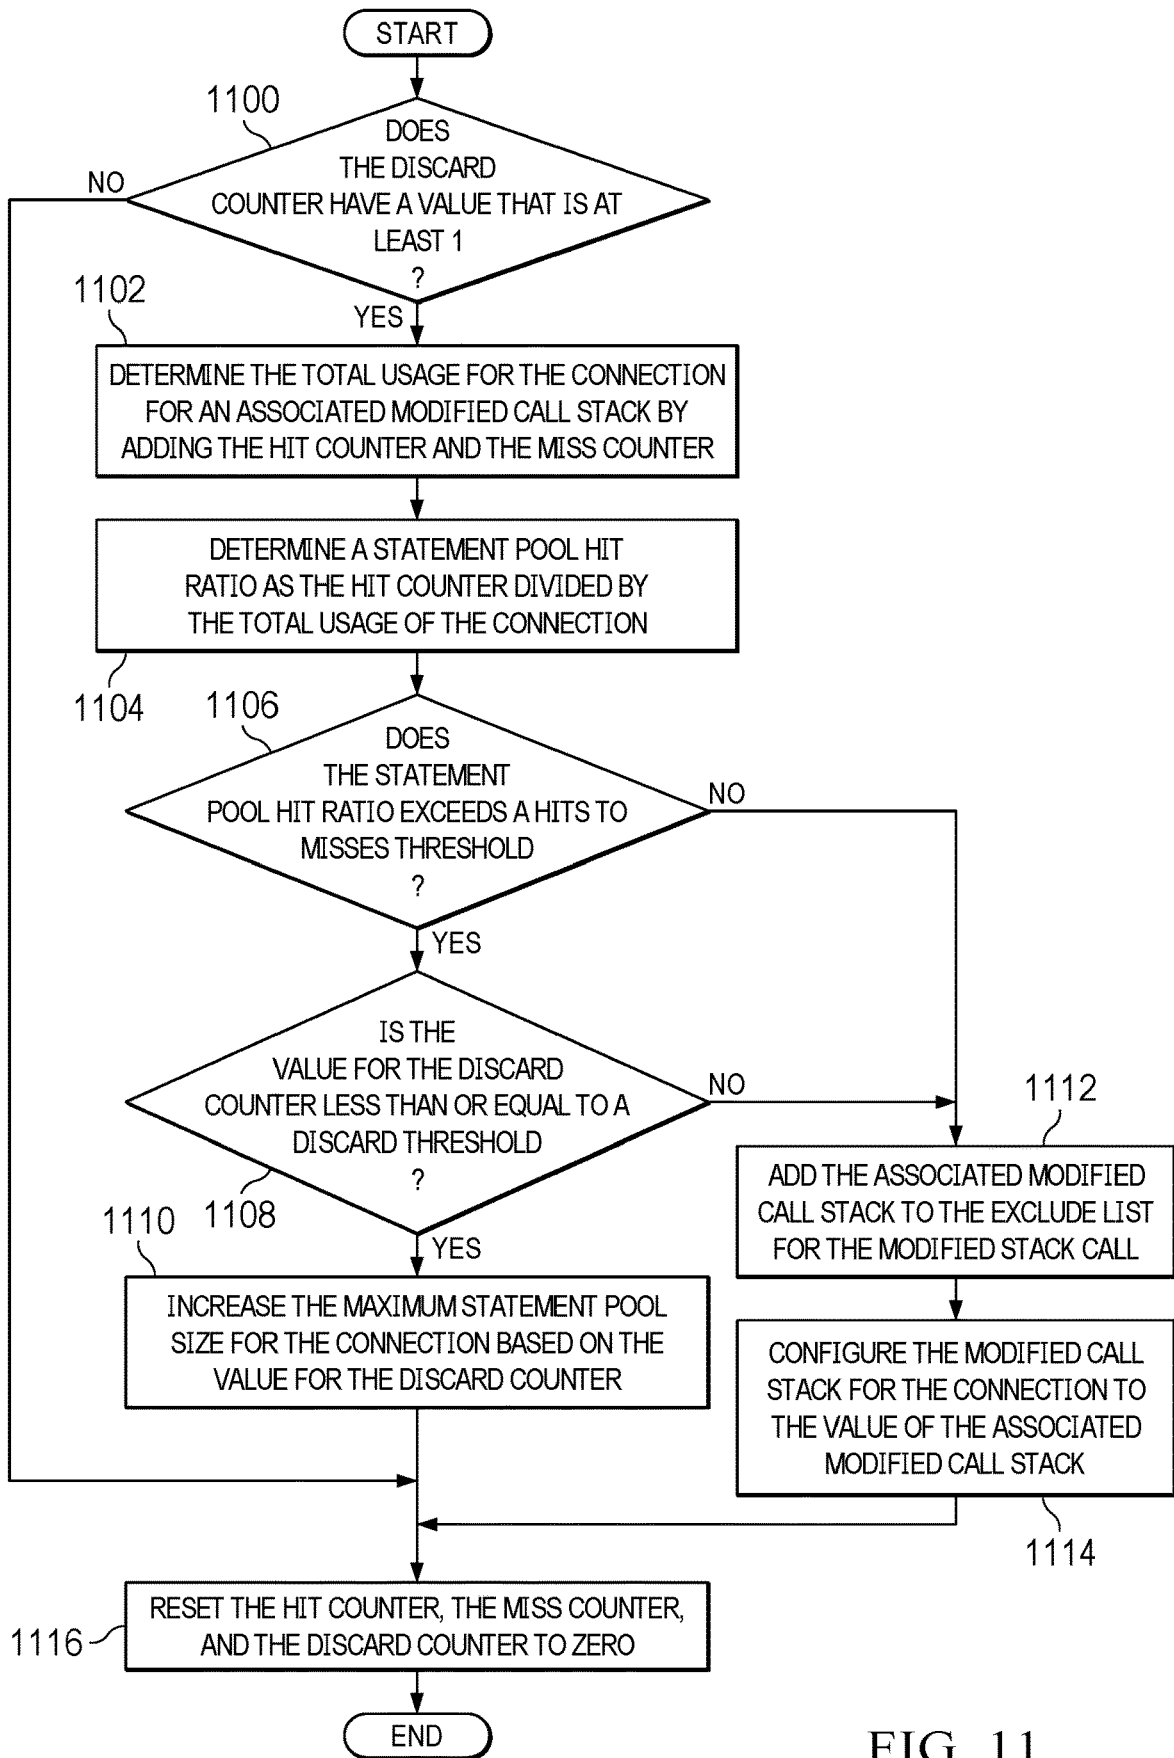 START
1100
DOES
THE DISCARD
COUNTER HAVE A VALUE THAT IS AT
LEAST 1
?
NO
YES
1102
DETERMINE THE TOTAL USAGE FOR THE CONNECTION
FOR AN ASSOCIATED MODIFIED CALL STACK BY
ADDING THE HIT COUNTER AND THE MISS COUNTER
DETERMINE A STATEMENT POOL HIT
RATIO AS THE HIT COUNTER DIVIDED BY
THE TOTAL USAGE OF THE CONNECTION
1104
1106
DOES
THE STATEMENT
POOL HIT RATIO EXCEEDS A HITS TO
MISSES THRESHOLD
?
NO
YES
IS THE
VALUE FOR THE DISCARD
COUNTER LESS THAN OR EQUAL TO A
DISCARD THRESHOLD
?
NO
1108
YES
1110
INCREASE THE MAXIMUM STATEMENT POOL
SIZE FOR THE CONNECTION BASED ON THE
VALUE FOR THE DISCARD COUNTER
1112
ADD THE ASSOCIATED MODIFIED
CALL STACK TO THE EXCLUDE LIST
FOR THE MODIFIED STACK CALL
CONFIGURE THE MODIFIED CALL
STACK FOR THE CONNECTION TO
THE VALUE OF THE ASSOCIATED
MODIFIED CALL STACK
1114
RESET THE HIT COUNTER, THE MISS COUNTER,
AND THE DISCARD COUNTER TO ZERO
1116
END
FIG. 11